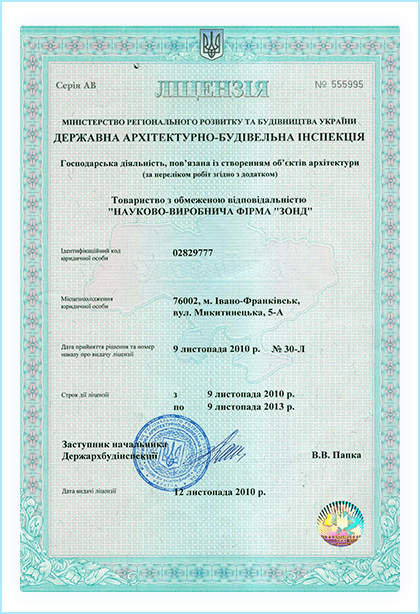 Серія АВ
ЛІЦЕНЗІЯ
№ 555995
МІНІСТЕРСТВО РЕГІОНАЛЬНОГО РОЗВИТКУ ТА БУДІВНИЦТВА УКРАЇНИ
ДЕРЖАВНА АРХІТЕКТУРНО-БУДІВЕЛЬНА ІНСПЕКЦІЯ
Господарська діяльність, пов'язана із створенням об'єктів архітектури
(за переліком робіт згідно з додатком)
Товариство з обмеженою відповідальністю
"НАУКОВО-ВИРОБНИЧА ФІРМА "ЗОНД"
Ідентифікаційний код
юридичної особи
02829777
Місцезнаходження
юридичної особи
76002, м. Івано-Франківськ,
вул. Микитинецька, 5-А
Дата прийняття рішення та номер
наказу про видачу ліцензії
9 листопада 2010 р. № 30-Л
Строк дії ліцензії
з 9 листопада 2010 р.
по 9 листопада 2013 р.
Заступник начальника
Держархбудінспекції
В.В. Папка
Дата видачі ліцензії
12 листопада 2010 р.